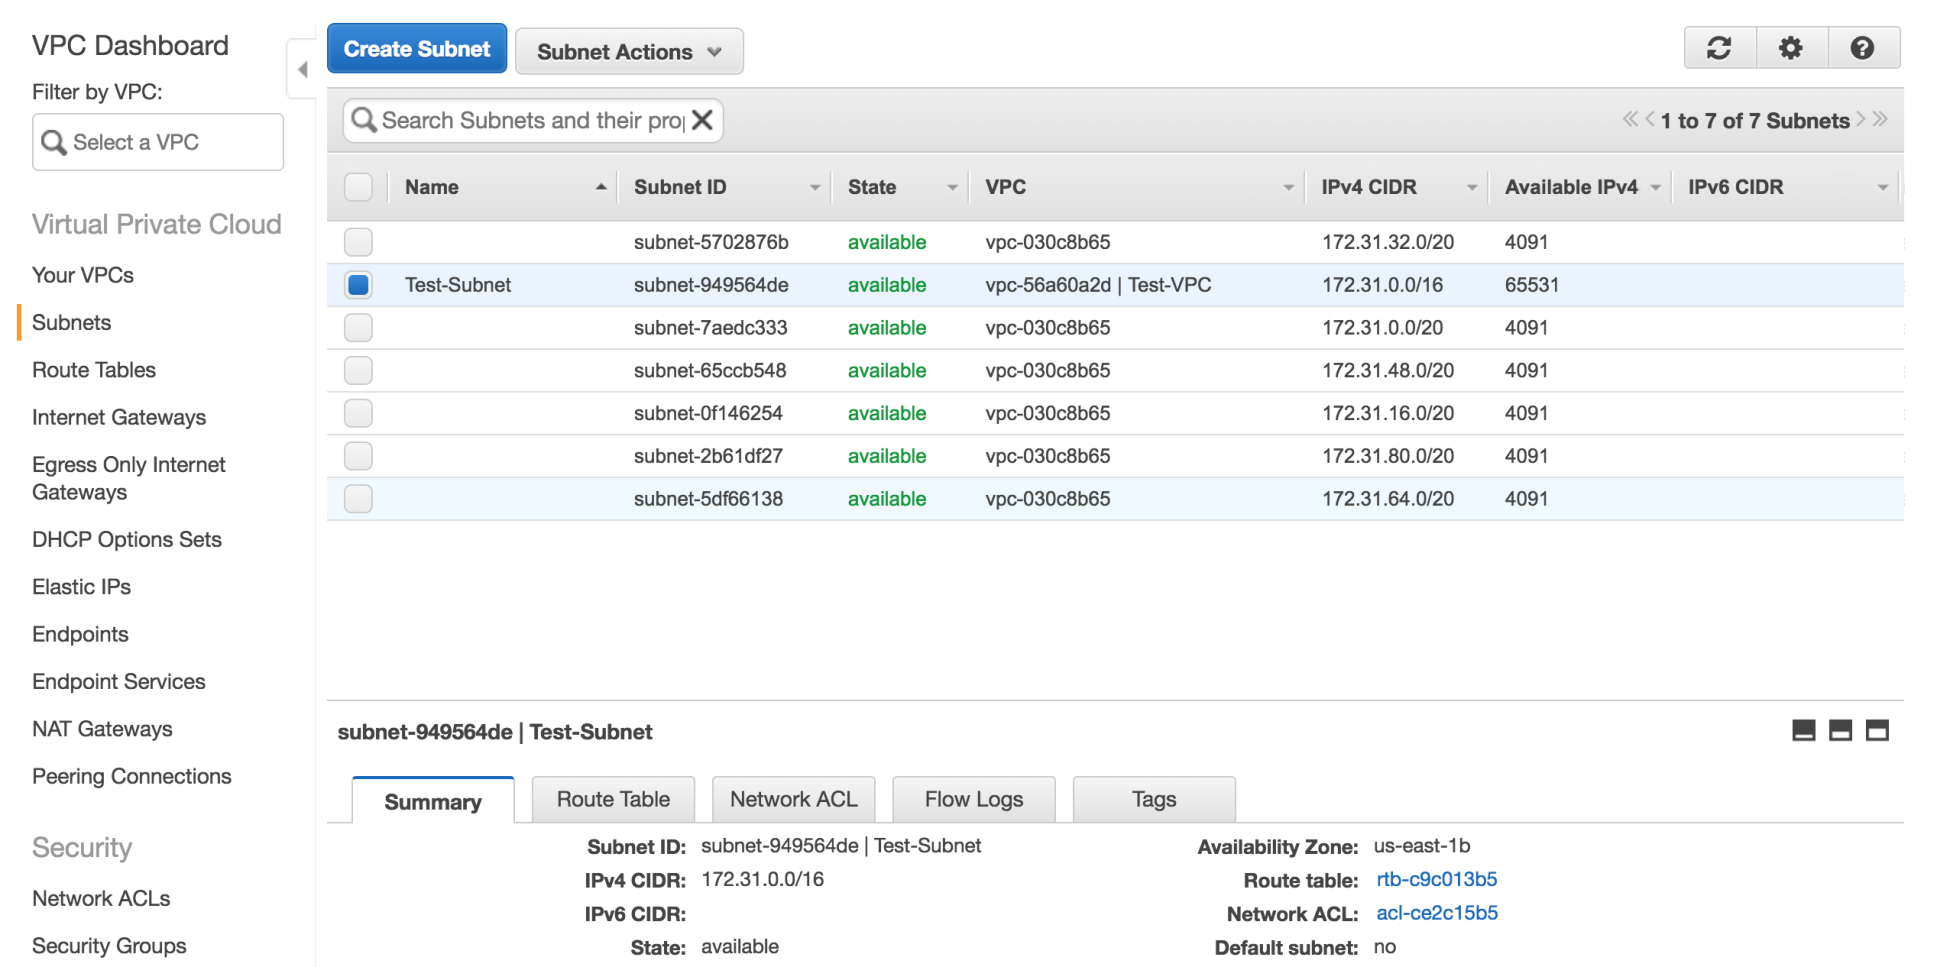 VPC Dashboard
Filter by VPC:
Select a VPC
Virtual Private Cloud
Your VPCs
Subnets
Route Tables
Internet Gateways
Egress Only Internet
Gateways
DHCP Options Sets
Elastic IPs
Endpoints
Endpoint Services
NAT Gateways
Peering Connections
Security
Network ACLs
Security Groups
Create Subnet Subnet Actions
Search Subnets and their pro
1 to 7 of 7 Subnets
Name Subnet ID State VPC IPv4 CIDR Available IPv4 IPv6 CIDR
subnet-5702876b available vpc-030c8b65 172.31.32.0/20 4091
Test-Subnet subnet-949564de available vpc-56a60a2d | Test-VPC 172.31.0.0/16 65531
subnet-7aedc333 available vpc-030c8b65 172.31.0.0/20 4091
subnet-65ccb548 available vpc-030c8b65 172.31.48.0/20 4091
subnet-0f146254 available vpc-030c8b65 172.31.16.0/20 4091
subnet-2b61df27 available vpc-030c8b65 172.31.80.0/20 4091
subnet-5df66138 available vpc-030c8b65 172.31.64.0/20 4091
subnet-949564de | Test-Subnet
Summary Route Table Network ACL Flow Logs Tags
Subnet ID: subnet-949564de | Test-Subnet Availability Zone: us-east-1b
IPv4 CIDR: 172.31.0.0/16 Route table: rtb-c9c013b5
IPv6 CIDR: Network ACL: acl-ce2c15b5
State: available Default subnet: no